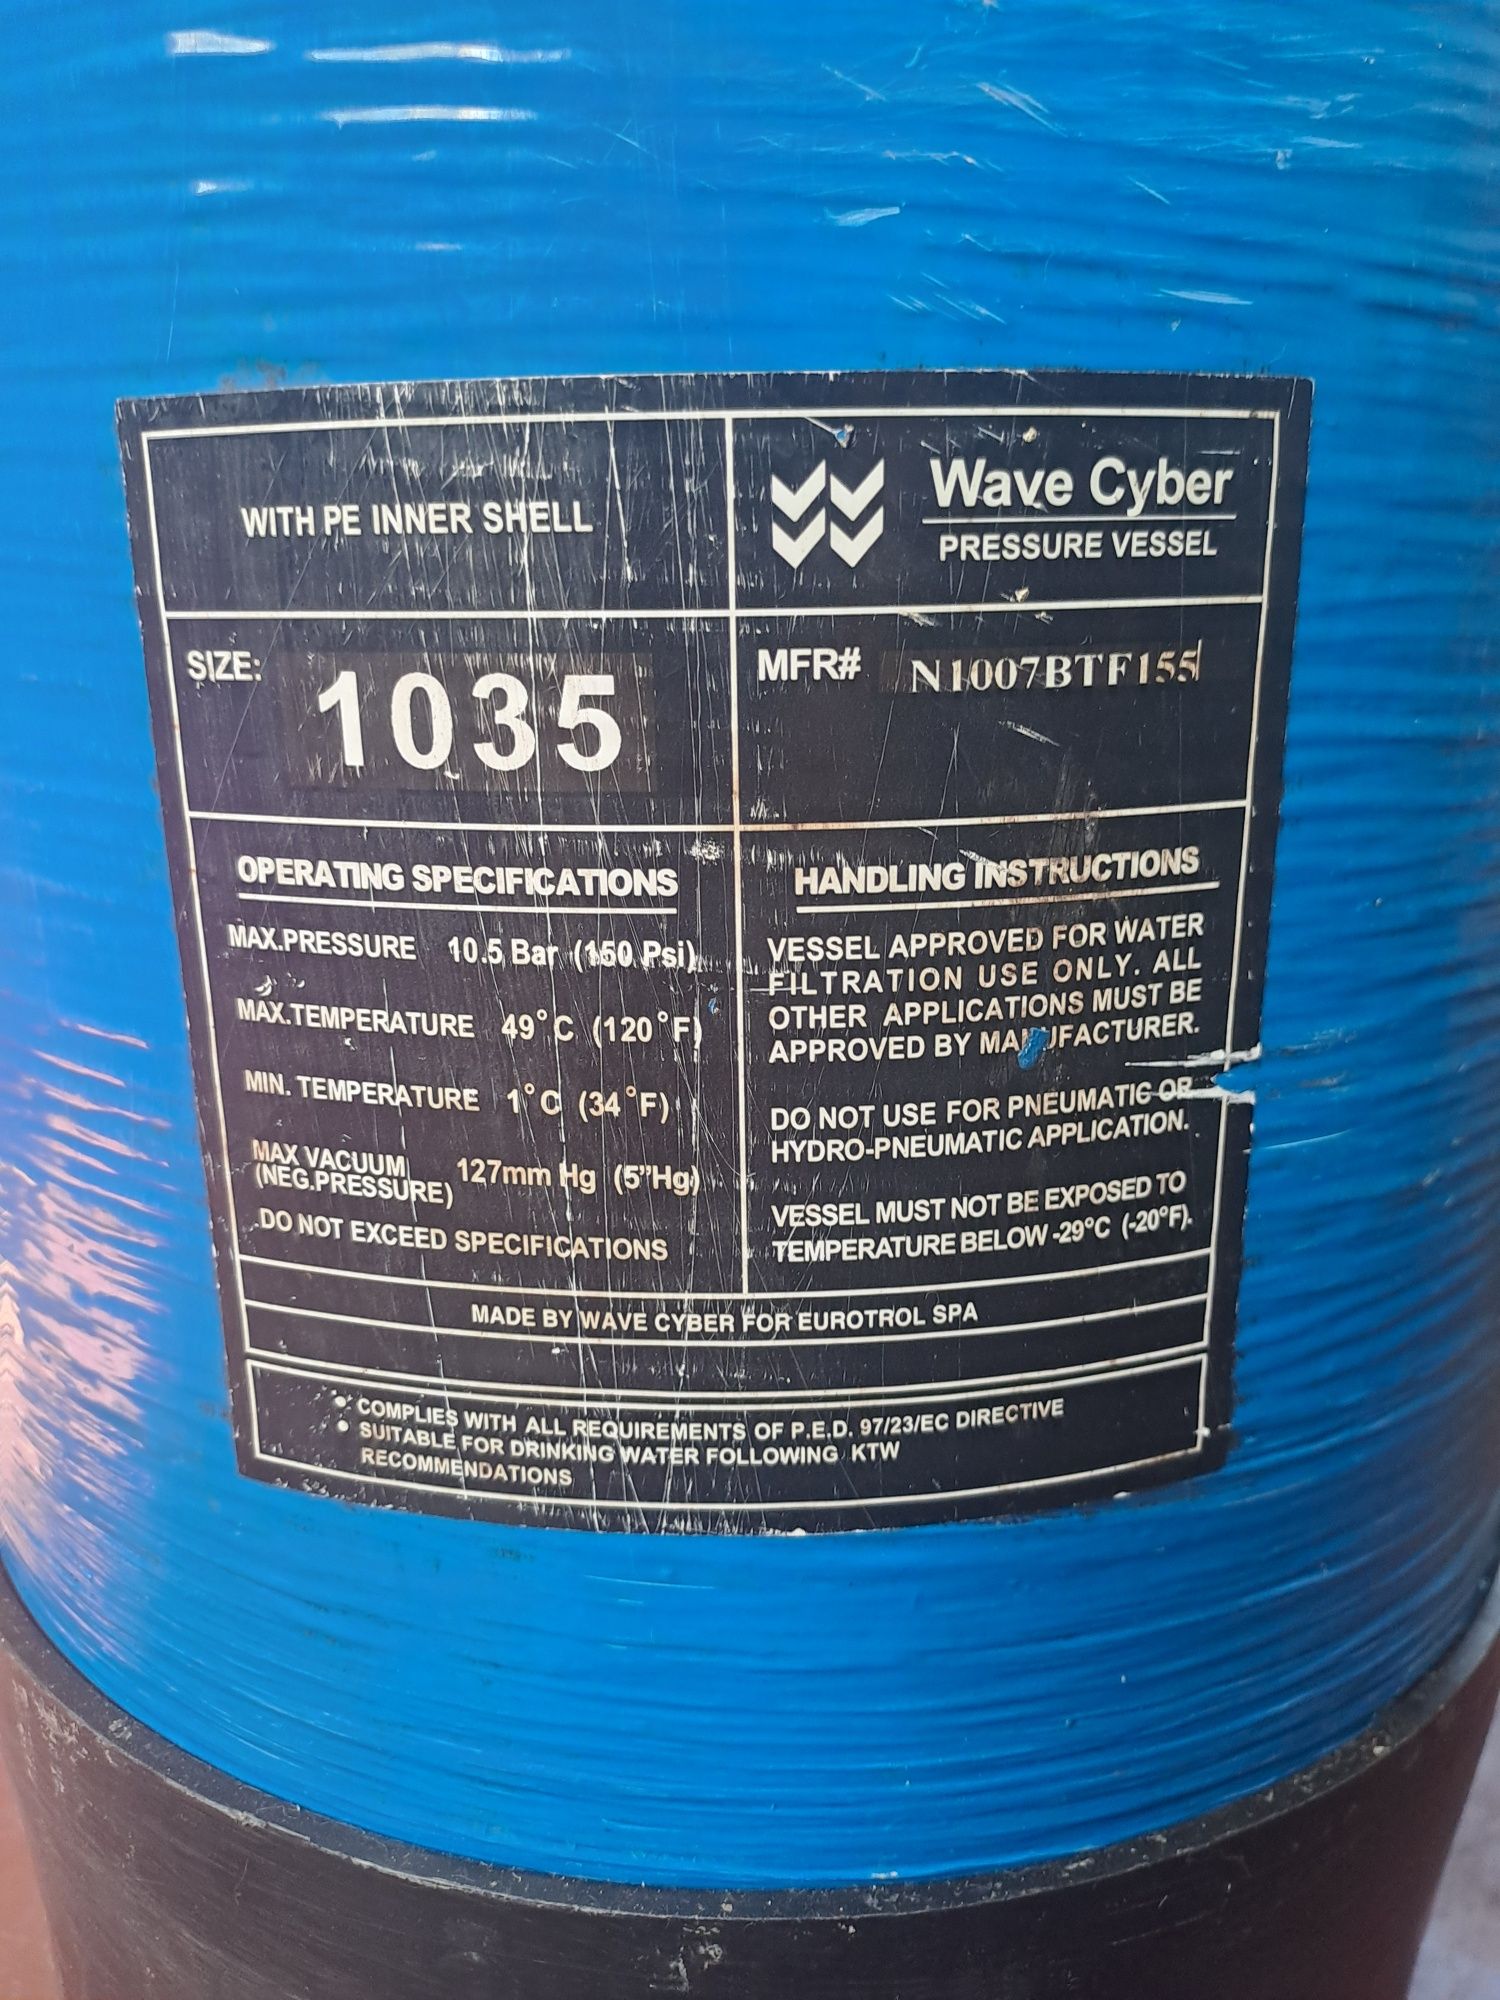 WITH PE INNER SHELL
Wave Cyber
PRESSURE VESSEL
SIZE: 1035
MFR# N1007BTF155
OPERATING SPECIFICATIONS
MAX.PRESSURE 10.5 Bar (150 Psi)
MAX.TEMPERATURE 49°C (120°F)
MIN. TEMPERATURE 1°C (34°F)
MAX VACUUM
(NEG.PRESSURE) 127mm Hg (5"Hg)
DO NOT EXCEED SPECIFICATIONS
HANDLING INSTRUCTIONS
VESSEL APPROVED FOR WATER
FILTRATION USE ONLY. ALL
OTHER APPLICATIONS MUST BE
APPROVED BY MANUFACTURER.
DO NOT USE FOR PNEUMATIC OR
HYDRO-PNEUMATIC APPLICATION.
VESSEL MUST NOT BE EXPOSED TO
TEMPERATURE BELOW -29°C (-20°F).
MADE BY WAVE CYBER FOR EUROTROL SPA
• COMPLIES WITH ALL REQUIREMENTS OF P.E.D. 97/23/EC DIRECTIVE
• SUITABLE FOR DRINKING WATER FOLLOWING KTW
RECOMMENDATIONS